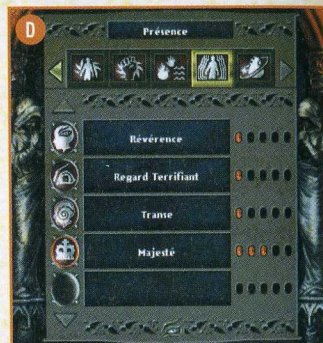 D
Présence
Révérence
Regard Terrifiant
Transe
Majesté